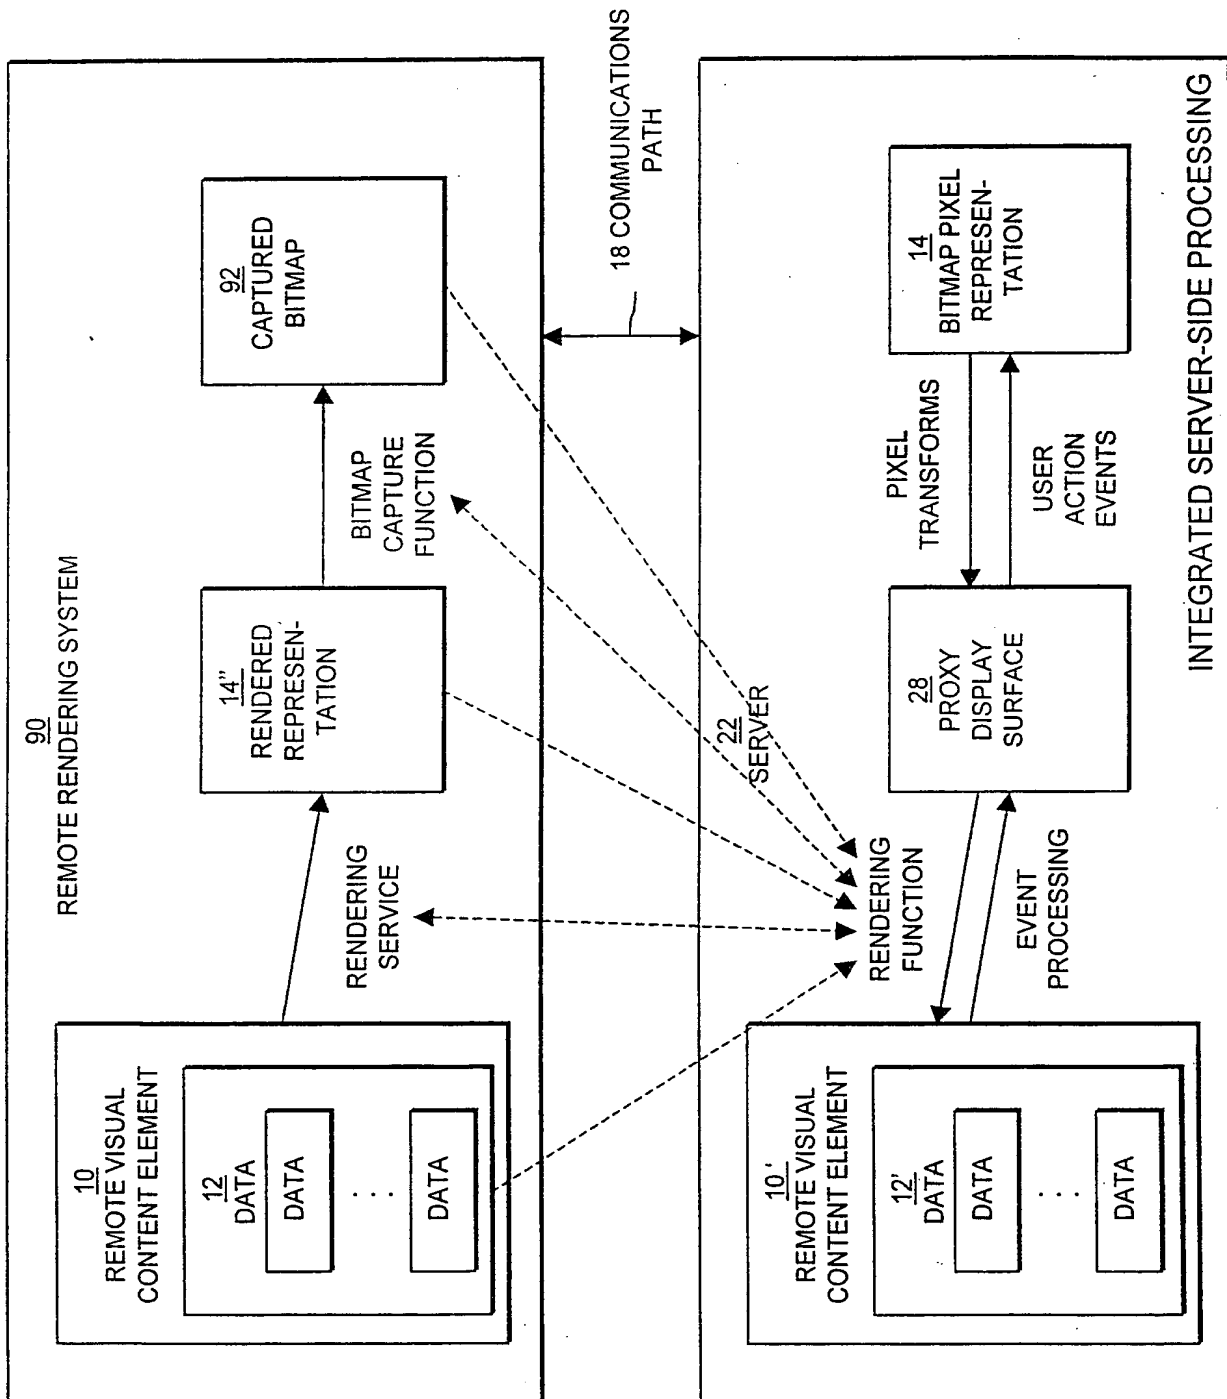 90
REMOTE RENDERING SYSTEM
10
REMOTE VISUAL
CONTENT ELEMENT
12
DATA
DATA
. . .
DATA
RENDERING
SERVICE
14"
RENDERED
REPRESEN-
TATION
BITMAP
CAPTURE
FUNCTION
92
CAPTURED
BITMAP
18 COMMUNICATIONS
PATH
22
SERVER
10'
REMOTE VISUAL
CONTENT ELEMENT
12'
DATA
DATA
. . .
DATA
RENDERING
FUNCTION
EVENT
PROCESSING
28
PROXY
DISPLAY
SURFACE
PIXEL
TRANSFORMS
USER
ACTION
EVENTS
14
BITMAP PIXEL
REPRESEN-
TATION
INTEGRATED SERVER-SIDE PROCESSING